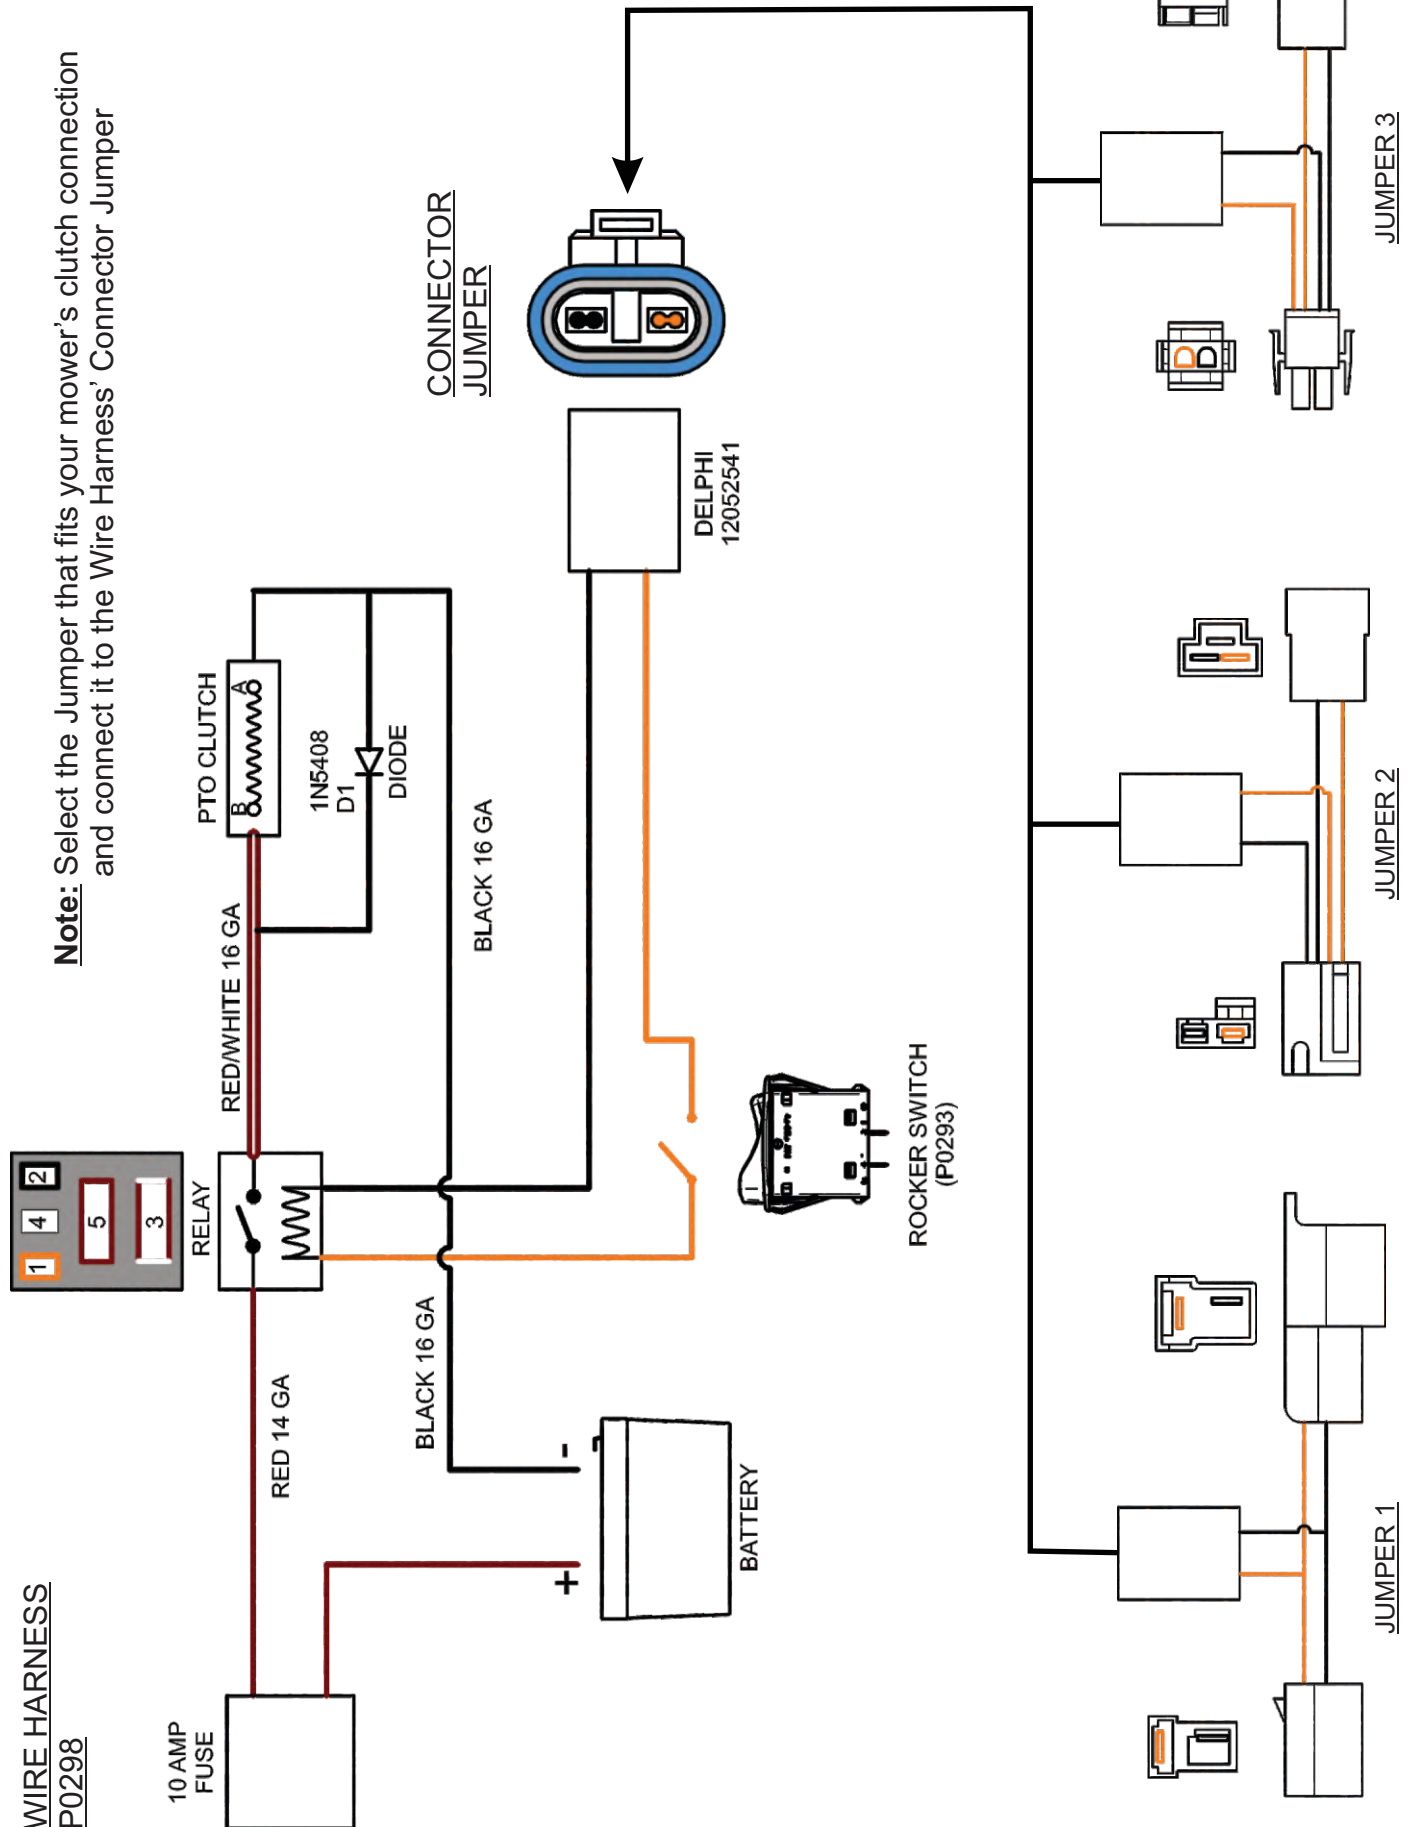 WIRE HARNESS
P0298
Note: Select the Jumper that fits your mower's clutch connection
and connect it to the Wire Harness' Connector Jumper
10 AMP
FUSE
RED 14 GA
1
4
2
5
3
RELAY
RED/WHITE 16 GA
PTO CLUTCH
B
A
1N5408
D1
DIODE
BLACK 16 GA
BLACK 16 GA
+
-
BATTERY
CONNECTOR
JUMPER
DELPHI
12052541
ROCKER SWITCH
(P0293)
JUMPER 1
JUMPER 2
JUMPER 3